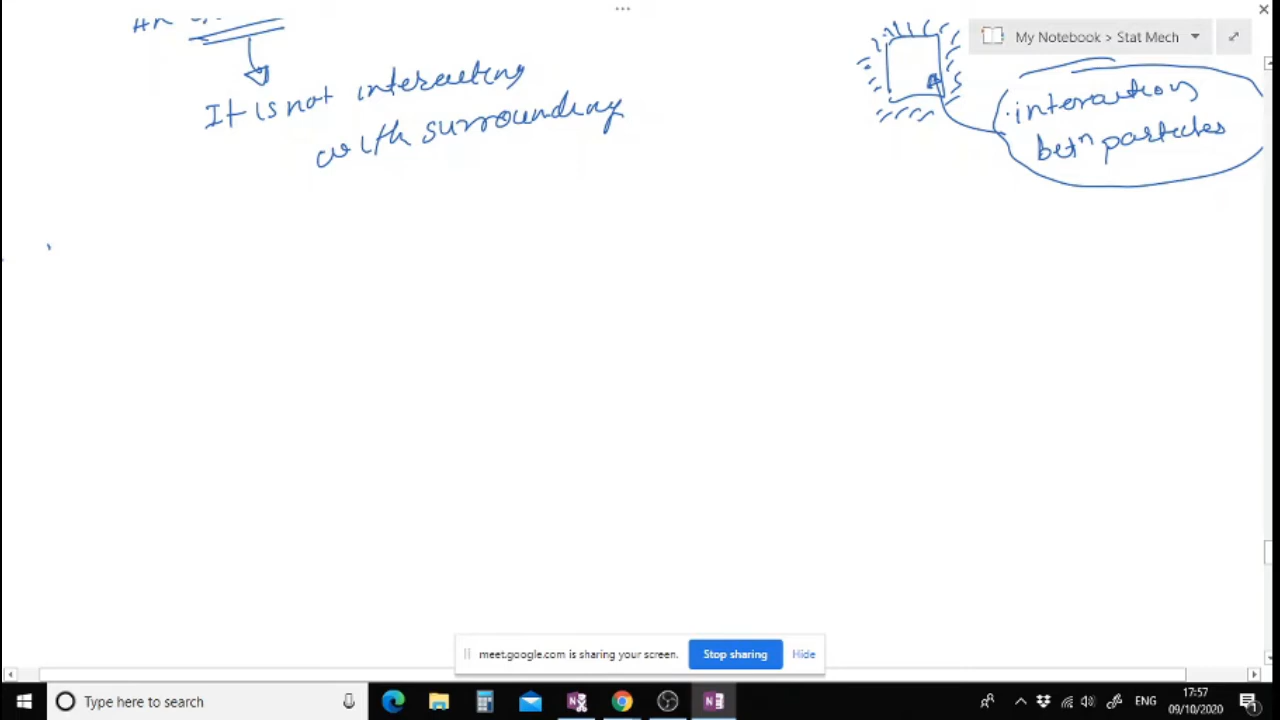 My Notebook > Stat Mech
It is not interacting
with surrounding
interaction
betn particles
meet.google.com is sharing your screen.
Stop sharing
Hide
Type here to search
ENG
17:57
09/10/2020